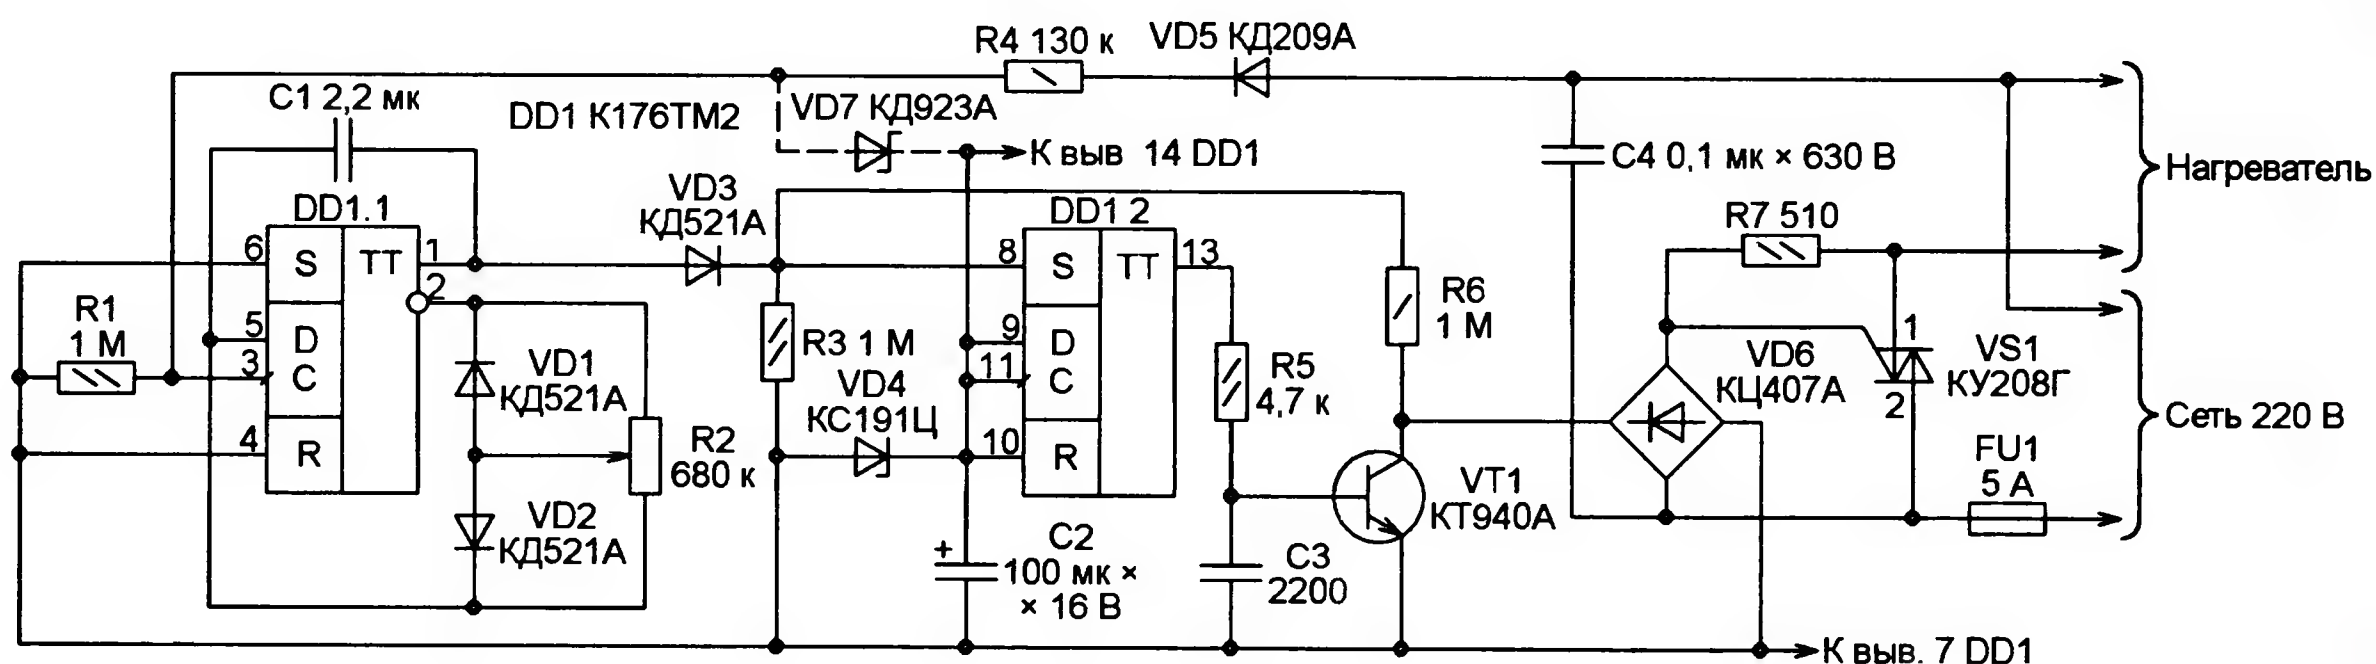 R4 130 к
VD5 КД209А
C1 2,2 мк
DD1 К176ТМ2
VD7 КД923А
К выв 14 DD1
C4 0,1 мк × 630 В
Нагреватель
VD3
КД521А
DD1.1
DD1 2
R7 510
6
S
TT
1
8
S
TT
13
2
R1
1 М
5
D
3
C
R3 1 М
9
D
11
C
R6
1 М
1
VD1
КД521А
VD4
КС191Ц
R5
4,7 к
VD6
КЦ407А
VS1
КУ208Г
2
Сеть 220 В
4
R
R2
680 к
10
R
FU1
5 А
VT1
КТ940А
VD2
КД521А
+
C2
100 мк ×
× 16 В
C3
2200
К выв. 7 DD1